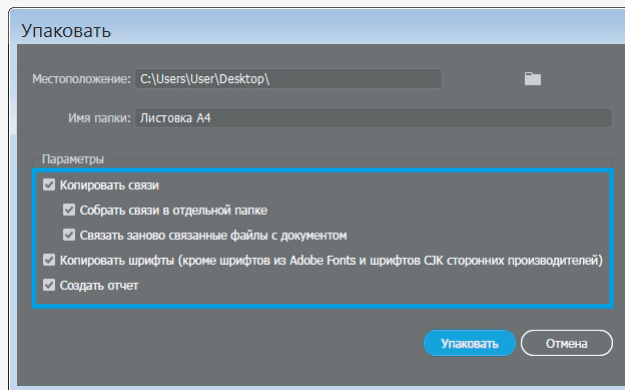 Упаковать
Местоположение: C:\Users\User\Desktop\
Имя папки: Листовка А4
Параметры
Копировать связи
Собрать связи в отдельной папке
Связать заново связанные файлы с документом
Копировать шрифты (кроме шрифтов из Adobe Fonts и шрифтов CJK сторонних производителей)
Создать отчет
Упаковать Отмена